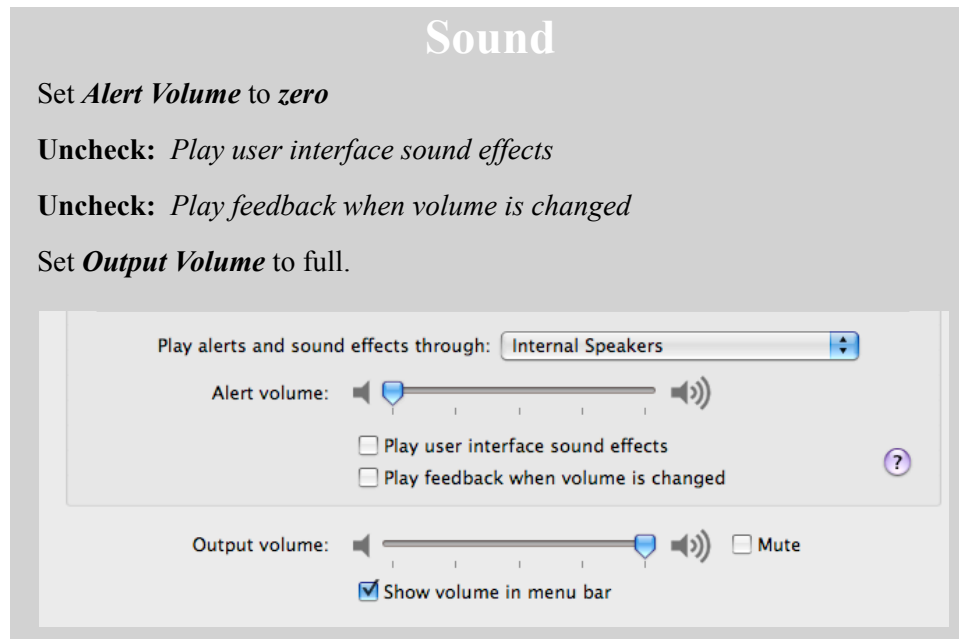 Sound
Set Alert Volume to zero
Uncheck: Play user interface sound effects
Uncheck: Play feedback when volume is changed
Set Output Volume to full.
Play alerts and sound effects through: Internal Speakers
Alert volume:
Play user interface sound effects
?
Play feedback when volume is changed
Output volume: Mute
Show volume in menu bar